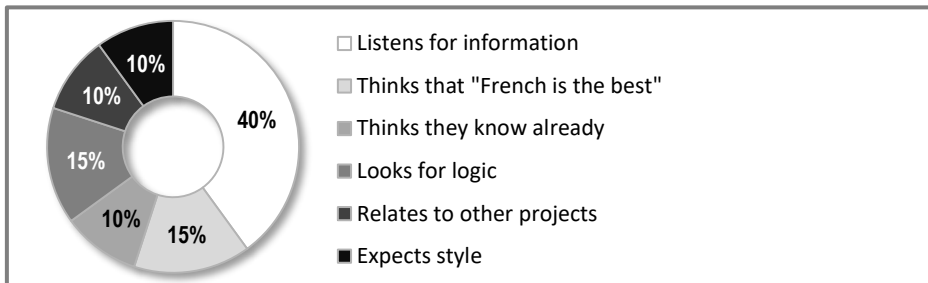 10%
10%
40%
15%
10%
15%
Listens for information
Thinks that "French is the best"
Thinks they know already
Looks for logic
Relates to other projects
Expects style